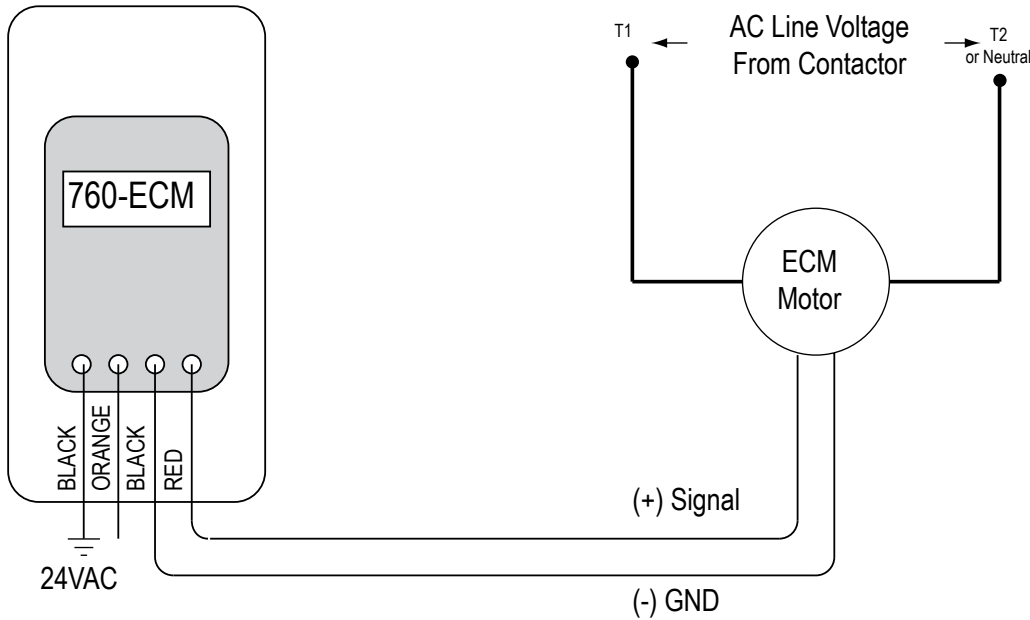 T1
AC Line Voltage
From Contactor
T2
or Neutral
760-ECM
ECM
Motor
BLACK
ORANGE
BLACK
RED
(+) Signal
24VAC
(-) GND